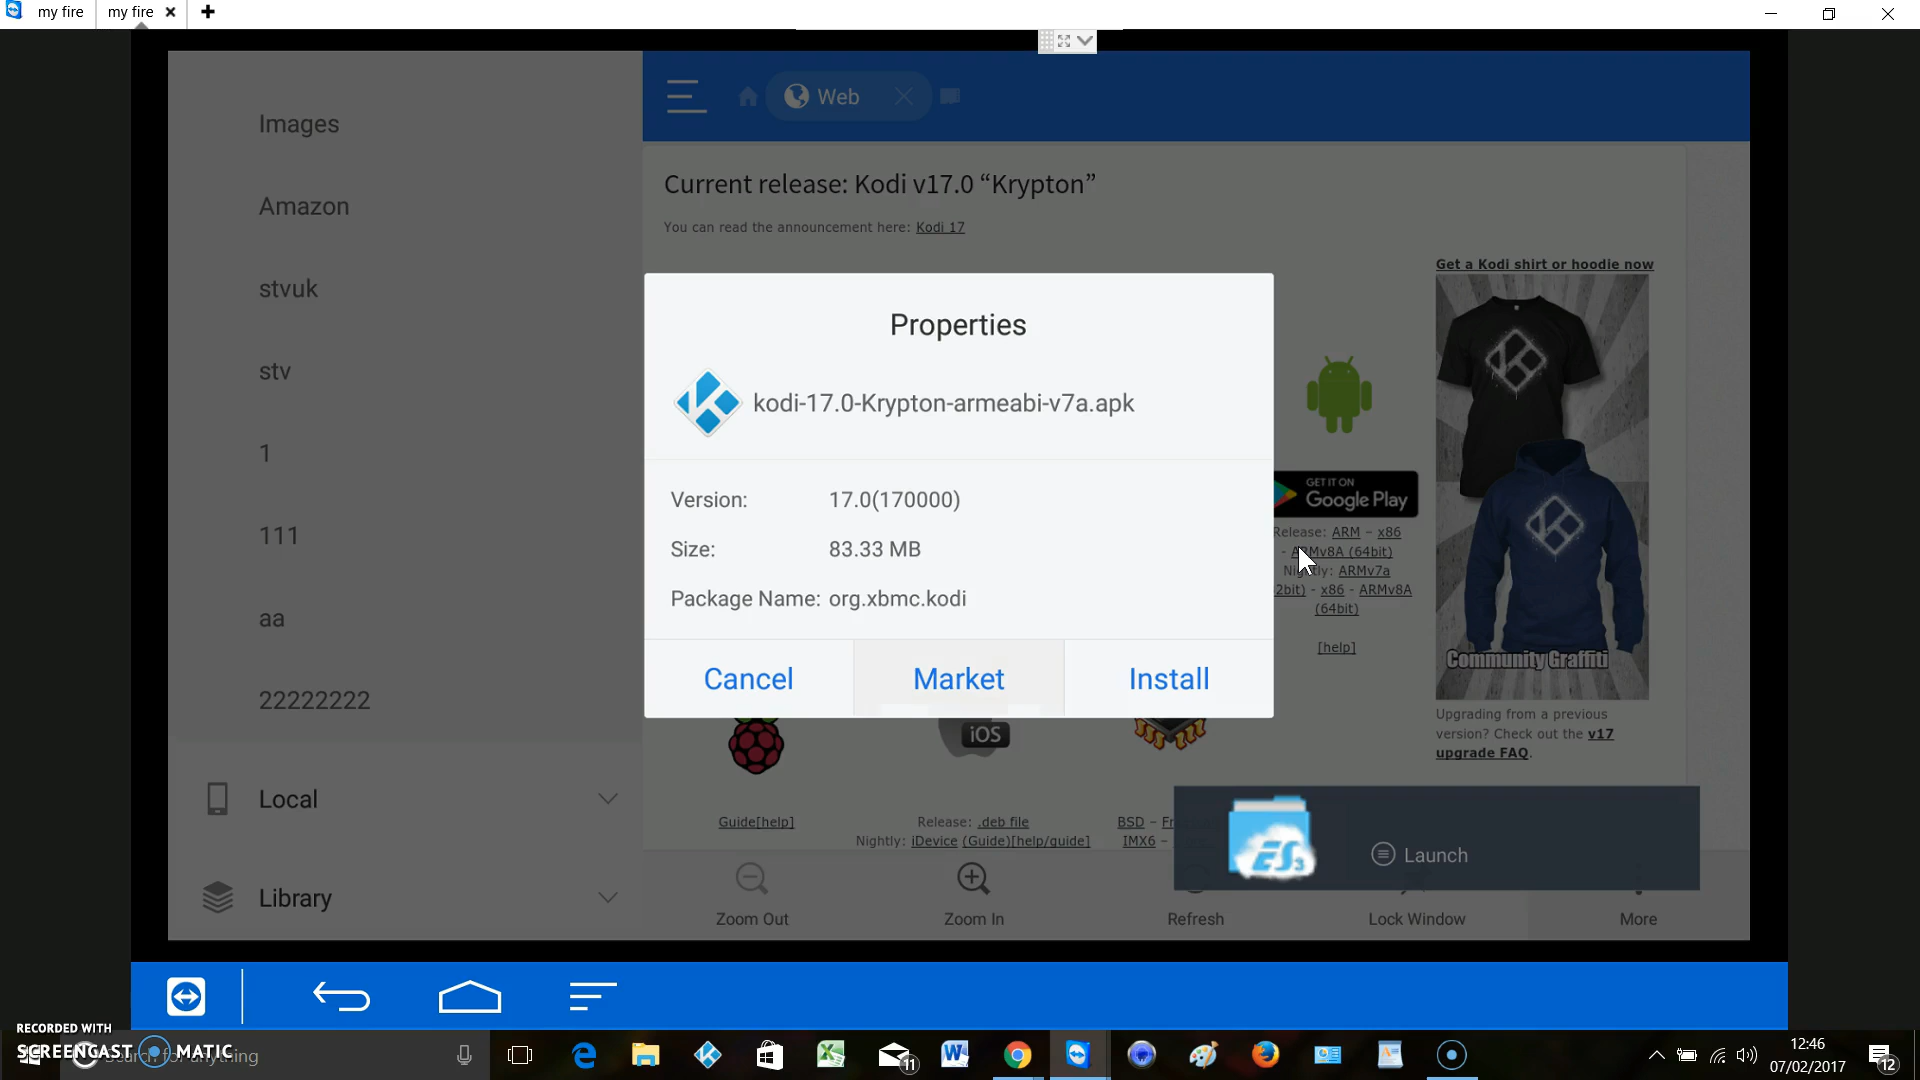 my fire
my fire
Images
Amazon
stvuk
stv
1
111
aa
22222222
Local
Library
Web
Current release: Kodi v17.0 “Krypton”
You can read the announcement here: Kodi 17
Get a Kodi shirt or hoodie now
Properties
kodi-17.0-Krypton-armeabi-v7a.apk
Version: 17.0(170000)
Size: 83.33 MB
Package Name: org.xbmc.kodi
Cancel
Market
Install
GET IT ON
Google Play
Release: ARM – x86
- ARMv8A (64bit)
ARMv7a
- x86 - ARMv8A
(64bit)
[help]
Community Graffiti
Upgrading from a previous
version? Check out the v17
upgrade FAQ.
iOS
Guide[help]
Release: .deb file
Nightly: iDevice (Guide)[help/guide]
BSD –
IMX6 –
ES3
Launch
Zoom Out
Zoom In
Refresh
Lock Window
More
RECORDED WITH
SCREENCAST MATIC
11
12:46
07/02/2017
12